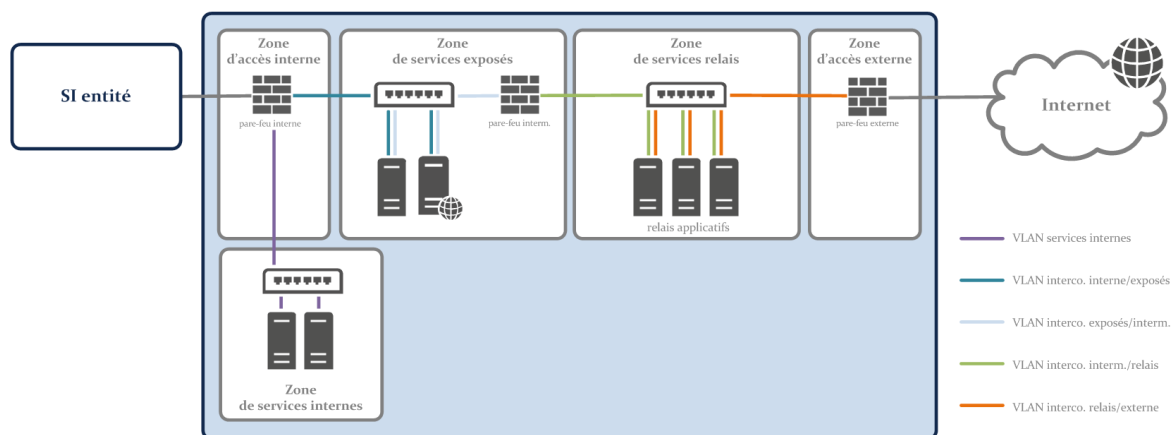 SI entité
Zone
d'accès interne
pare-feu interne
Zone
de services exposés
pare-feu interm.
Zone
de services relais
relais applicatifs
Zone
d'accès externe
pare-feu externe
Internet
Zone
de services internes
VLAN services internes
VLAN interco. interne/exposés
VLAN interco. exposés/interm.
VLAN interco. interm./relais
VLAN interco. relais/externe